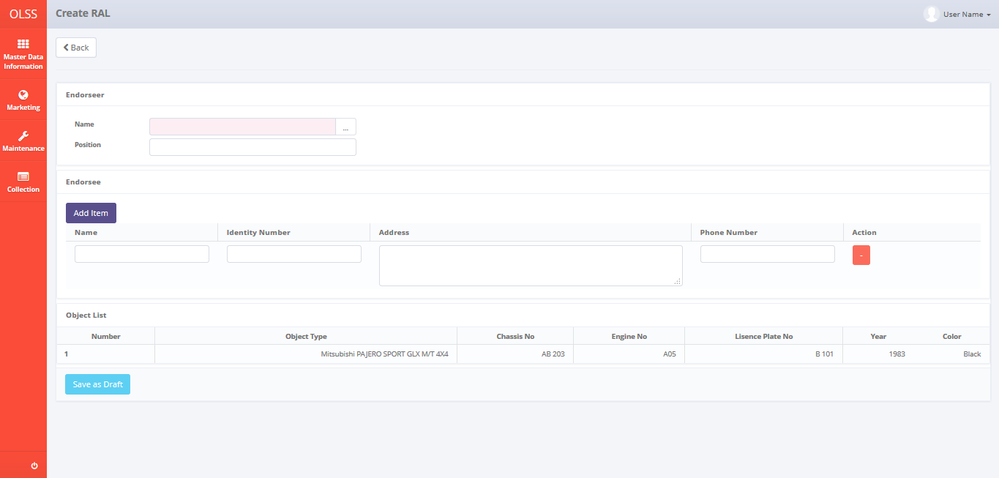 OLSS
Create RAL
User Name
Master Data
Information
Marketing
Maintenance
Collection
Back
Endorseer
Name
...
Position
Endorsee
Add Item
Name Identity Number Address Phone Number Action
-
Object List
Number Object Type Chassis No Engine No Lisence Plate No Year Color
1 Mitsubishi PAJERO SPORT GLX M/T 4X4 AB 203 A05 B 101 1983 Black
Save as Draft